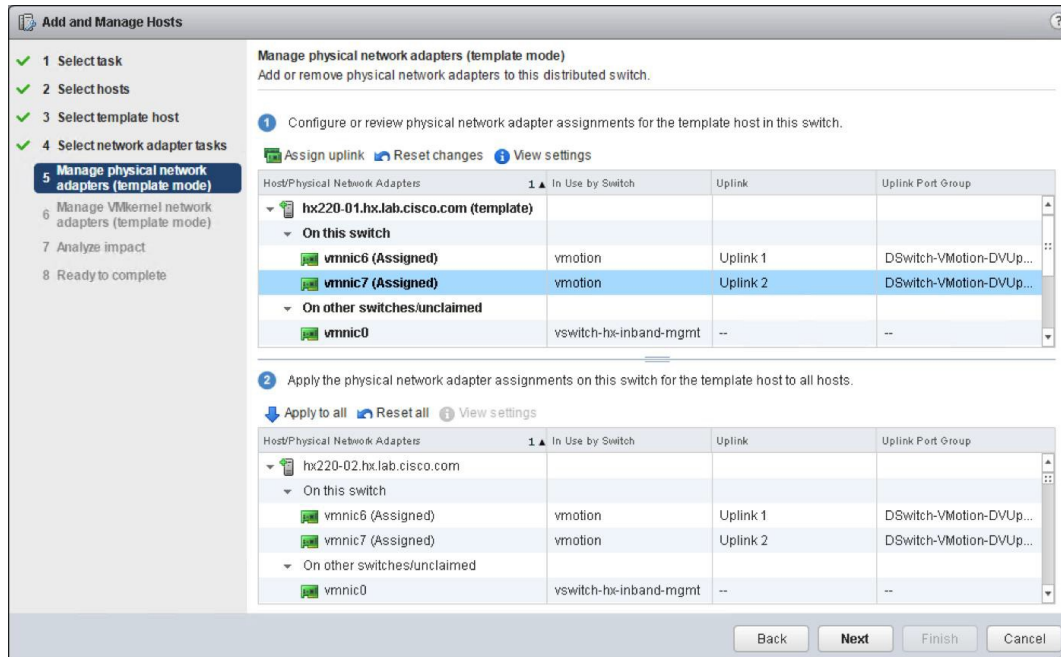 Add and Manage Hosts
?
1 Select task
2 Select hosts
3 Select template host
4 Select network adapter tasks
5 Manage physical network
adapters (template mode)
6 Manage VMkernel network
adapters (template mode)
7 Analyze impact
8 Ready to complete
Manage physical network adapters (template mode)
Add or remove physical network adapters to this distributed switch.
1 Configure or review physical network adapter assignments for the template host in this switch.
Assign uplink Reset changes View settings
Host/Physical Network Adapters 1 ▲ In Use by Switch Uplink Uplink Port Group
hx220-01.hx.lab.cisco.com (template)
On this switch
vmnic6 (Assigned) vmotion Uplink 1 DSwitch-VMotion-DVUp...
vmnic7 (Assigned) vmotion Uplink 2 DSwitch-VMotion-DVUp...
On other switches/unclaimed
vmnic0 vswitch-hx-inband-mgmt -- --
2 Apply the physical network adapter assignments on this switch for the template host to all hosts.
Apply to all Reset all View settings
Host/Physical Network Adapters 1 ▲ In Use by Switch Uplink Uplink Port Group
hx220-02.hx.lab.cisco.com
On this switch
vmnic6 (Assigned) vmotion Uplink 1 DSwitch-VMotion-DVUp...
vmnic7 (Assigned) vmotion Uplink 2 DSwitch-VMotion-DVUp...
On other switches/unclaimed
vmnic0 vswitch-hx-inband-mgmt -- --
Back Next Finish Cancel